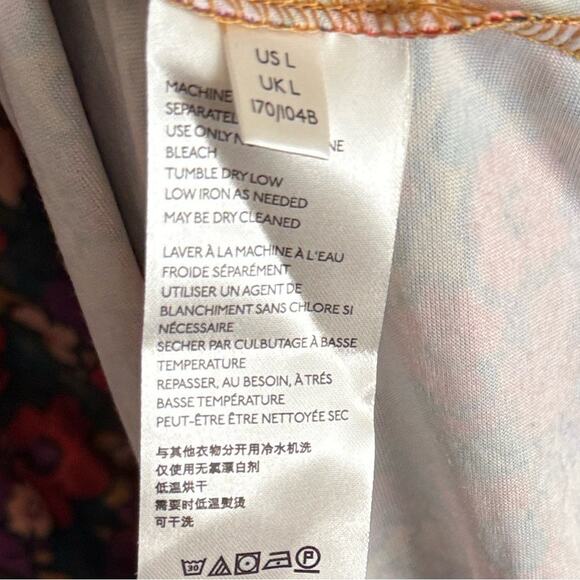 US L
UK L
170/104B
MACHINE
USE ONLY
BLEACH
TUMBLE DRY LOW
LOW IRON AS NEEDED
MAY BE DRY CLEANED
LAVER À LA MACHINE À L'EAU
FROIDE SÉPARÉMENT
UTILISER UN AGENT DE
BLANCHIMENT SANS CHLORE SI
NÉCESSAIRE
SECHER PAR CULBUTAGE À BASSE
TEMPERATURE
REPASSER, AU BESOIN, À TRÉS
BASSE TEMPÉRATURE
PEUT-ÊTRE ÊTRE NETTOYÉE SEC
与其他衣物分开用冷水机洗
仅使用无氯漂白剂
低温烘干
需要时低温熨烫
可干洗
30 P